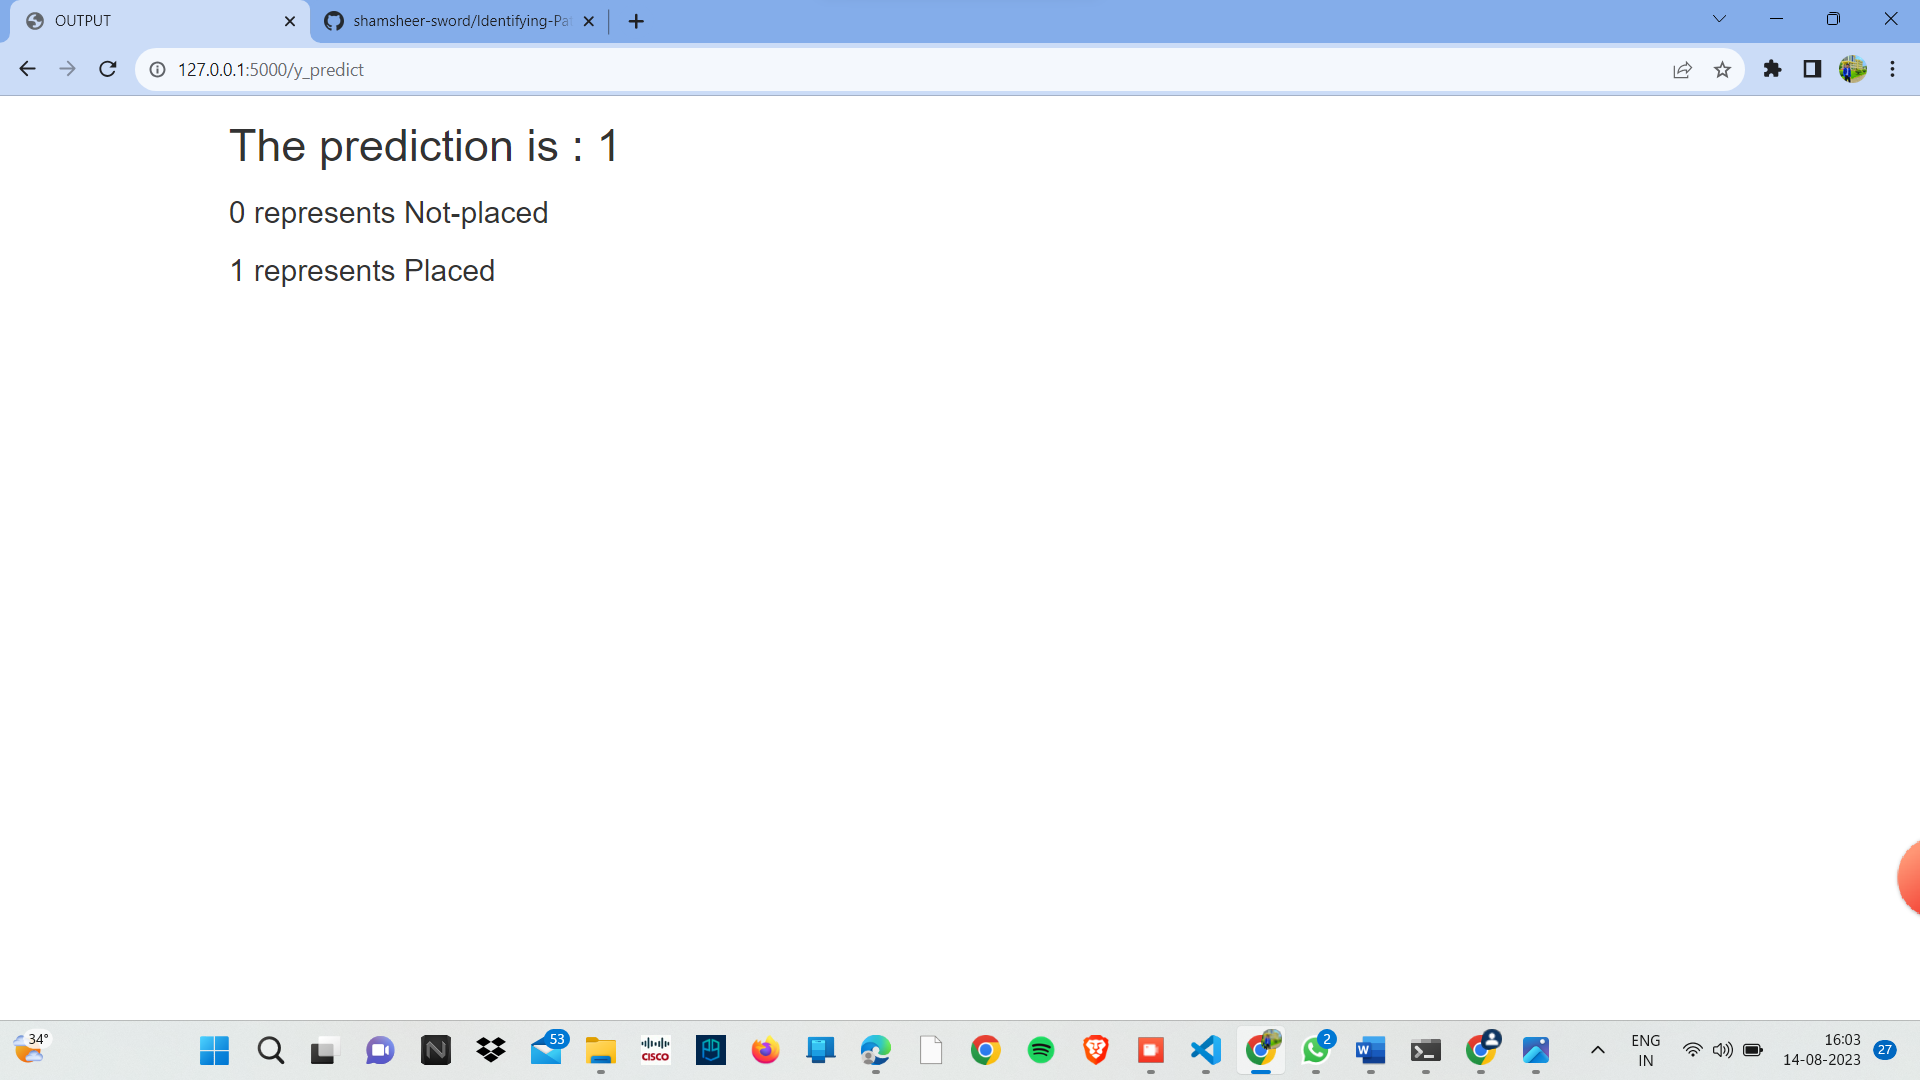 OUTPUT
shamsheer-sword/Identifying-Pa
127.0.0.1:5000/y_predict
The prediction is : 1
0 represents Not-placed
1 represents Placed
34°
53
CISCO
2
ENG
IN
16:03
14-08-2023
27